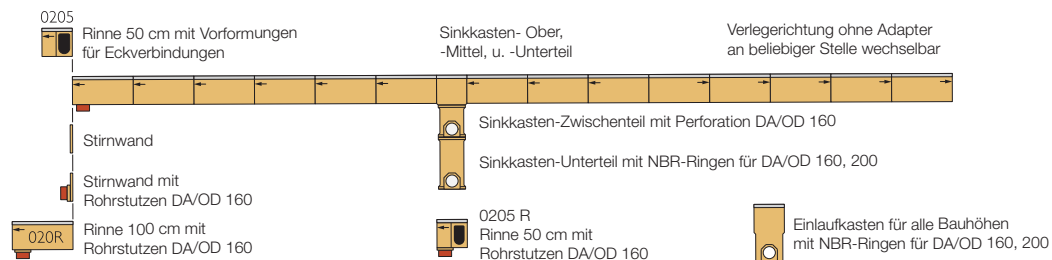 0205
Rinne 50 cm mit Vorformungen
für Eckverbindungen
Sinkkasten- Ober,
-Mittel, u. -Unterteil
Verlegerichtung ohne Adapter
an beliebiger Stelle wechselbar
Sinkkasten-Zwischenteil mit Perforation DA/OD 160
Stirnwand
Sinkkasten-Unterteil mit NBR-Ringen für DA/OD 160, 200
Stirnwand mit
Rohrstutzen DA/OD 160
020R
Rinne 100 cm mit
Rohrstutzen DA/OD 160
0205 R
Rinne 50 cm mit
Rohrstutzen DA/OD 160
Einlaufkasten für alle Bauhöhen
mit NBR-Ringen für DA/OD 160, 200